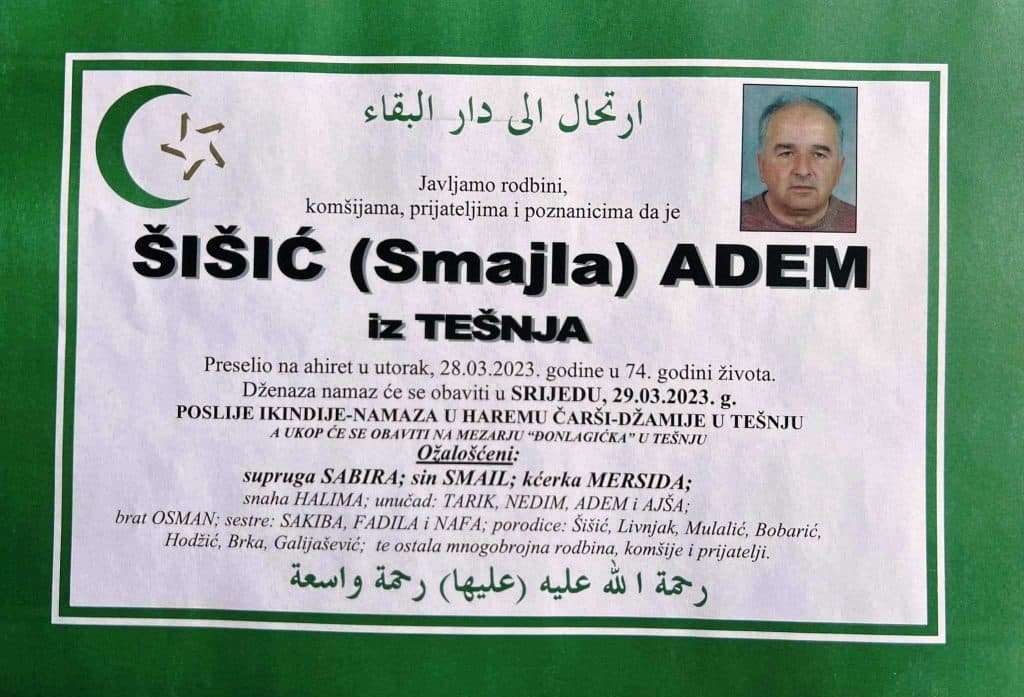 ارتحال الى دار البقاء
Javljamo rodbini,
komšijama, prijateljima i poznanicima da je
ŠIŠIĆ (Smajla) ADEM
iz TEŠNJA
Preselio na ahiret u utorak, 28.03.2023. godine u 74. godini života.
Dženaza namaz će se obaviti u SRIJEDU, 29.03.2023. g.
POSLIJE IKINDIJE-NAMAZA U HAREMU ČARŠI-DŽAMIJE U TEŠNJU
A UKOP ĆE SE OBAVITI NA MEZARJU “ĐONLAGIĆKA” U TEŠNJU
Ožalošćeni:
supruga SABIRA; sin SMAIL; kćerka MERSIDA;
snaha HALIMA; unučad: TARIK, NEDIM, ADEM i AJŠA;
brat OSMAN; sestre: SAKIBA, FADILA i NAFA; porodice: Šišić, Livnjak, Mulalić, Bobarić,
Hodžić, Brka, Galijašević; te ostala mnogobrojna rodbina, komšije i prijatelji.
رحمة الله عليه (عليها) رحمة واسعة